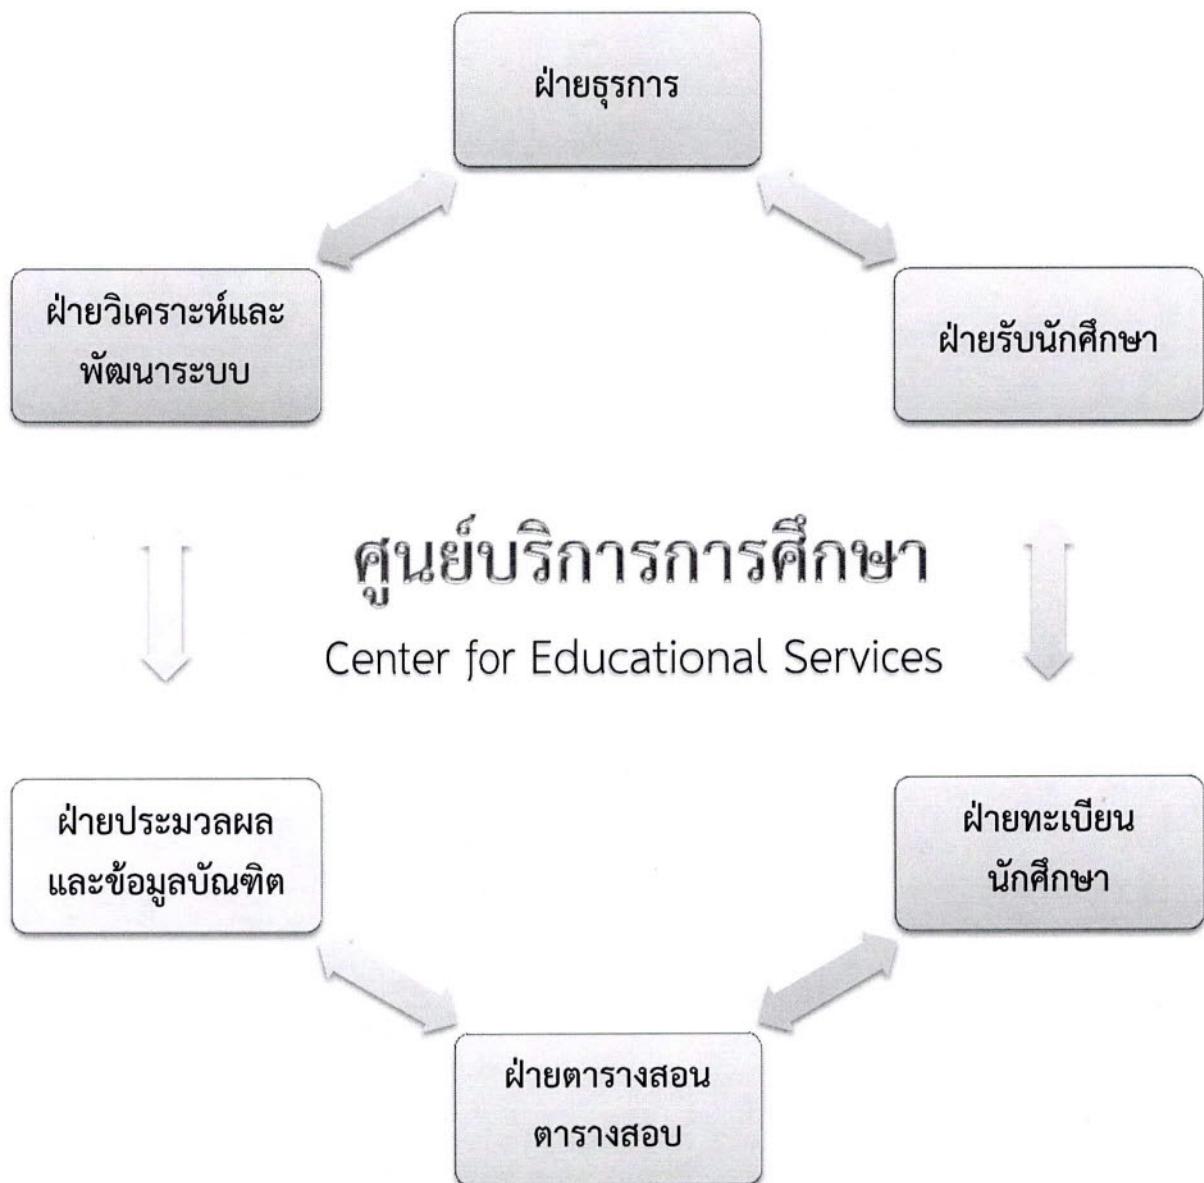 ฝ่ายธุรการ
ฝ่ายวิเคราะห์และ
พัฒนาระบบ
ฝ่ายรับนักศึกษา
ศูนย์บริการการศึกษา
Center for Educational Services
ฝ่ายประมวลผล
และข้อมูลบัณฑิต
ฝ่ายทะเบียน
นักศึกษา
ฝ่ายตารางสอน
ตารางสอบ